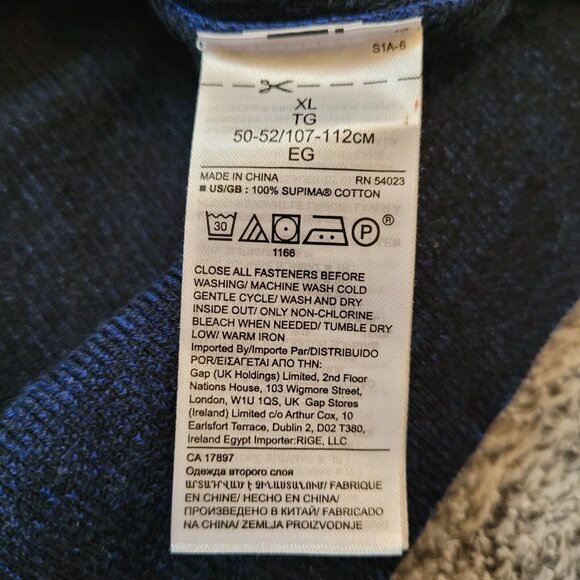 S1A-6
XL
TG
50-52/107-112CM
EG
MADE IN CHINA RN 54023
■ US/GB : 100% SUPIMA® COTTON
30 P ®
1166
CLOSE ALL FASTENERS BEFORE
WASHING/ MACHINE WASH COLD
GENTLE CYCLE/ WASH AND DRY
INSIDE OUT/ ONLY NON-CHLORINE
BLEACH WHEN NEEDED/ TUMBLE DRY
LOW/ WARM IRON
Imported By/Importe Par/DISTRIBUIDO
POR/ΕΙΣΑΓΕΤΑΙ ΑΠΟ ΤΗΝ:
Gap (UK Holdings) Limited, 2nd Floor
Nations House, 103 Wigmore Street,
London, W1U 1QS, UK Gap Stores
(Ireland) Limited c/o Arthur Cox, 10
Earlsfort Terrace, Dublin 2, D02 T380,
Ireland Egypt Importer:RIGE, LLC
CA 17897
Одежда второго слоя
ԱՐՏԱԴՐՎԱԾ Է ՉԻՆԱՍՏԱՆՈՒՄ/ FABRIQUE
EN CHINE/ HECHO EN CHINA/
ПРОИЗВЕДЕНО В КИТАЙ/ FABRICADO
NA CHINA/ ZEMLJA PROIZVODNJE